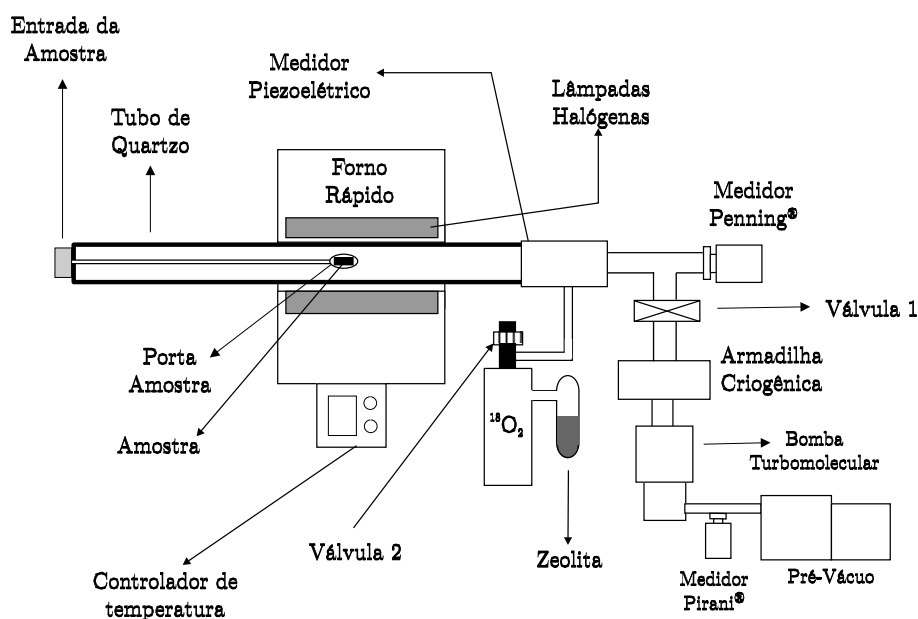 Entrada da
Amostra
Tubo de
Quartzo
Medidor
Piezoelétrico
Lâmpadas
Halógenas
Forno
Rápido
Medidor
Penning®
Válvula 1
Armadilha
Criogênica
Bomba
Turbomolecular
Porta
Amostra
Amostra
¹⁸O₂
Válvula 2
Zeolita
Controlador de
temperatura
Medidor
Pirani®
Pré-Vácuo